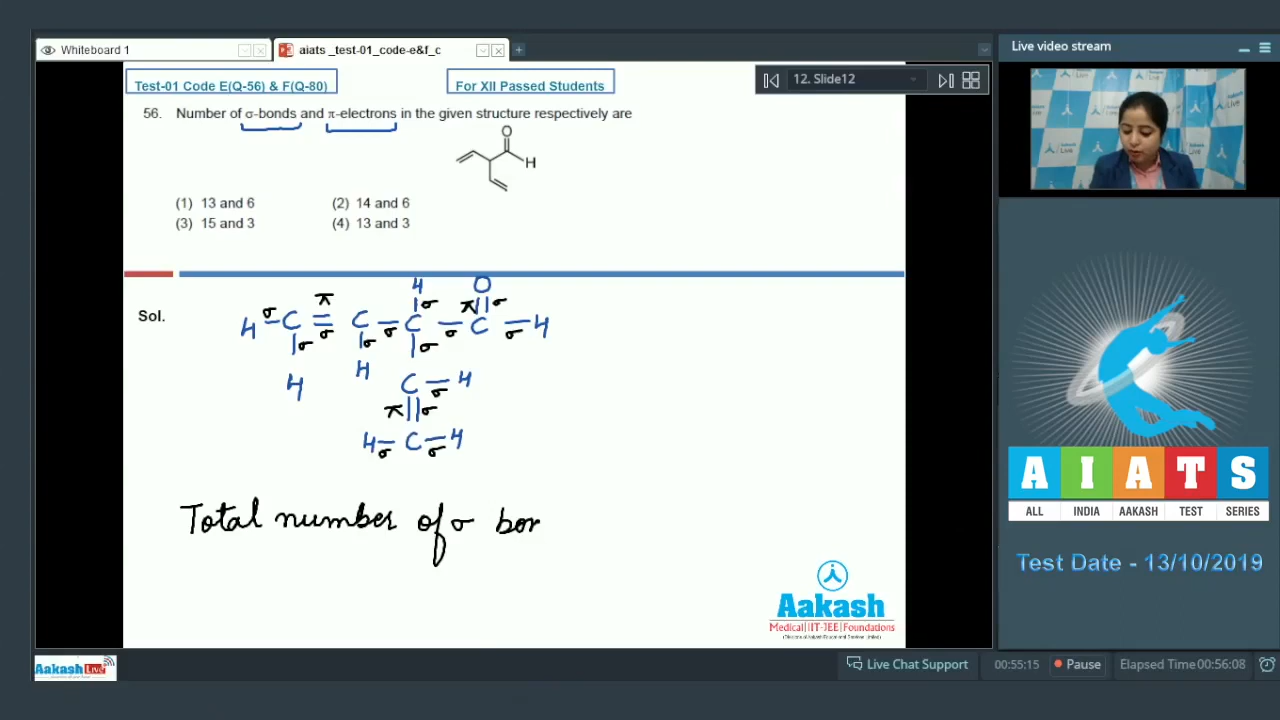 Whiteboard 1
aiats _test-01_code-e&f_c
Live video stream
Test-01 Code E(Q-56) & F(Q-80)
For XII Passed Students
12. Slide12
56. Number of σ-bonds and π-electrons in the given structure respectively are
O
H
(1) 13 and 6
(2) 14 and 6
(3) 15 and 3
(4) 13 and 3
Sol.
H O
π σ π σ
σ
H - C = C - C - C - H
σ σ σ σ
σ σ σ
H H C - H
σ
π σ
H - C - H
σ σ
Total number of σ bon
Aakash
Medical|IIT-JEE|Foundations
A I A T S
ALL INDIA AAKASH TEST SERIES
Test Date - 13/10/2019
Aakash Live
Live Chat Support
00:55:15
Pause
Elapsed Time 00:56:08